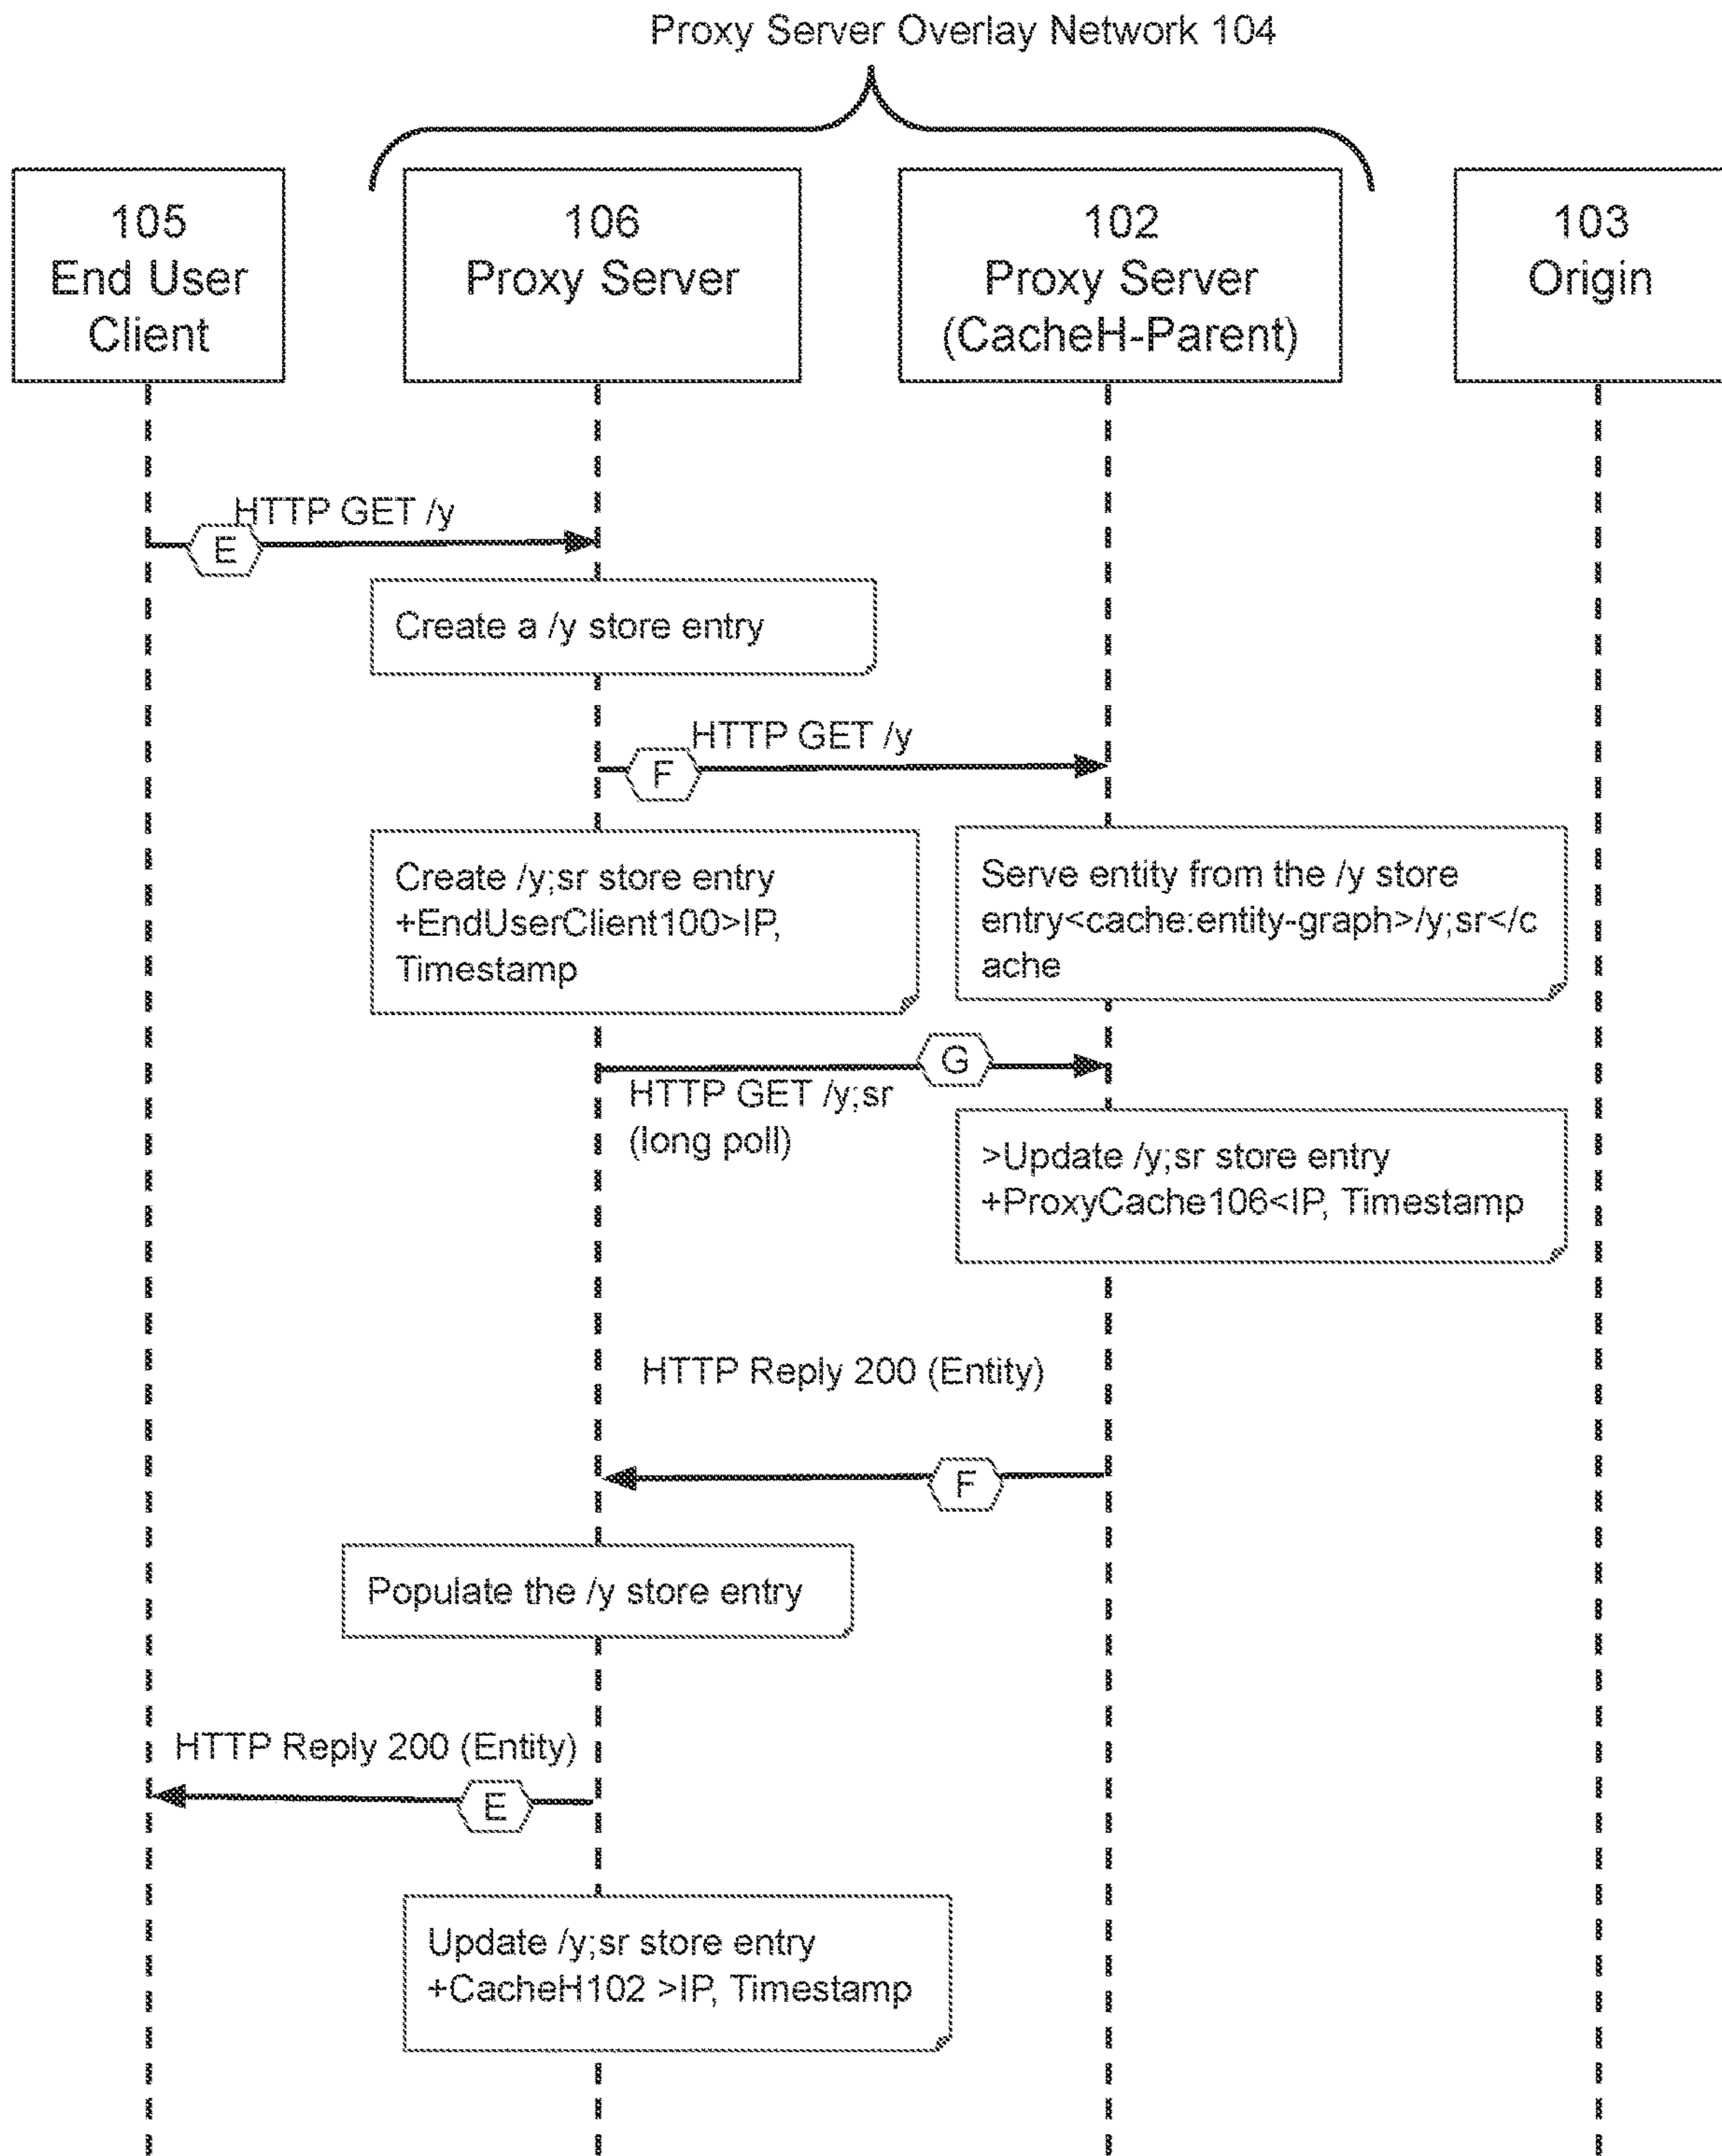 Proxy Server Overlay Network 104
105
End User
Client
106
Proxy Server
102
Proxy Server
(CacheH-Parent)
103
Origin
HTTP GET /y
E
Create a /y store entry
HTTP GET /y
F
Create /y;sr store entry
+EndUserClient100>IP,
Timestamp
Serve entity from the /y store
entry<cache:entity-graph>/y;sr</c
ache
G
HTTP GET /y;sr
(long poll)
>Update /y;sr store entry
+ProxyCache106<IP, Timestamp
HTTP Reply 200 (Entity)
F
Populate the /y store entry
HTTP Reply 200 (Entity)
E
Update /y;sr store entry
+CacheH102 >IP, Timestamp